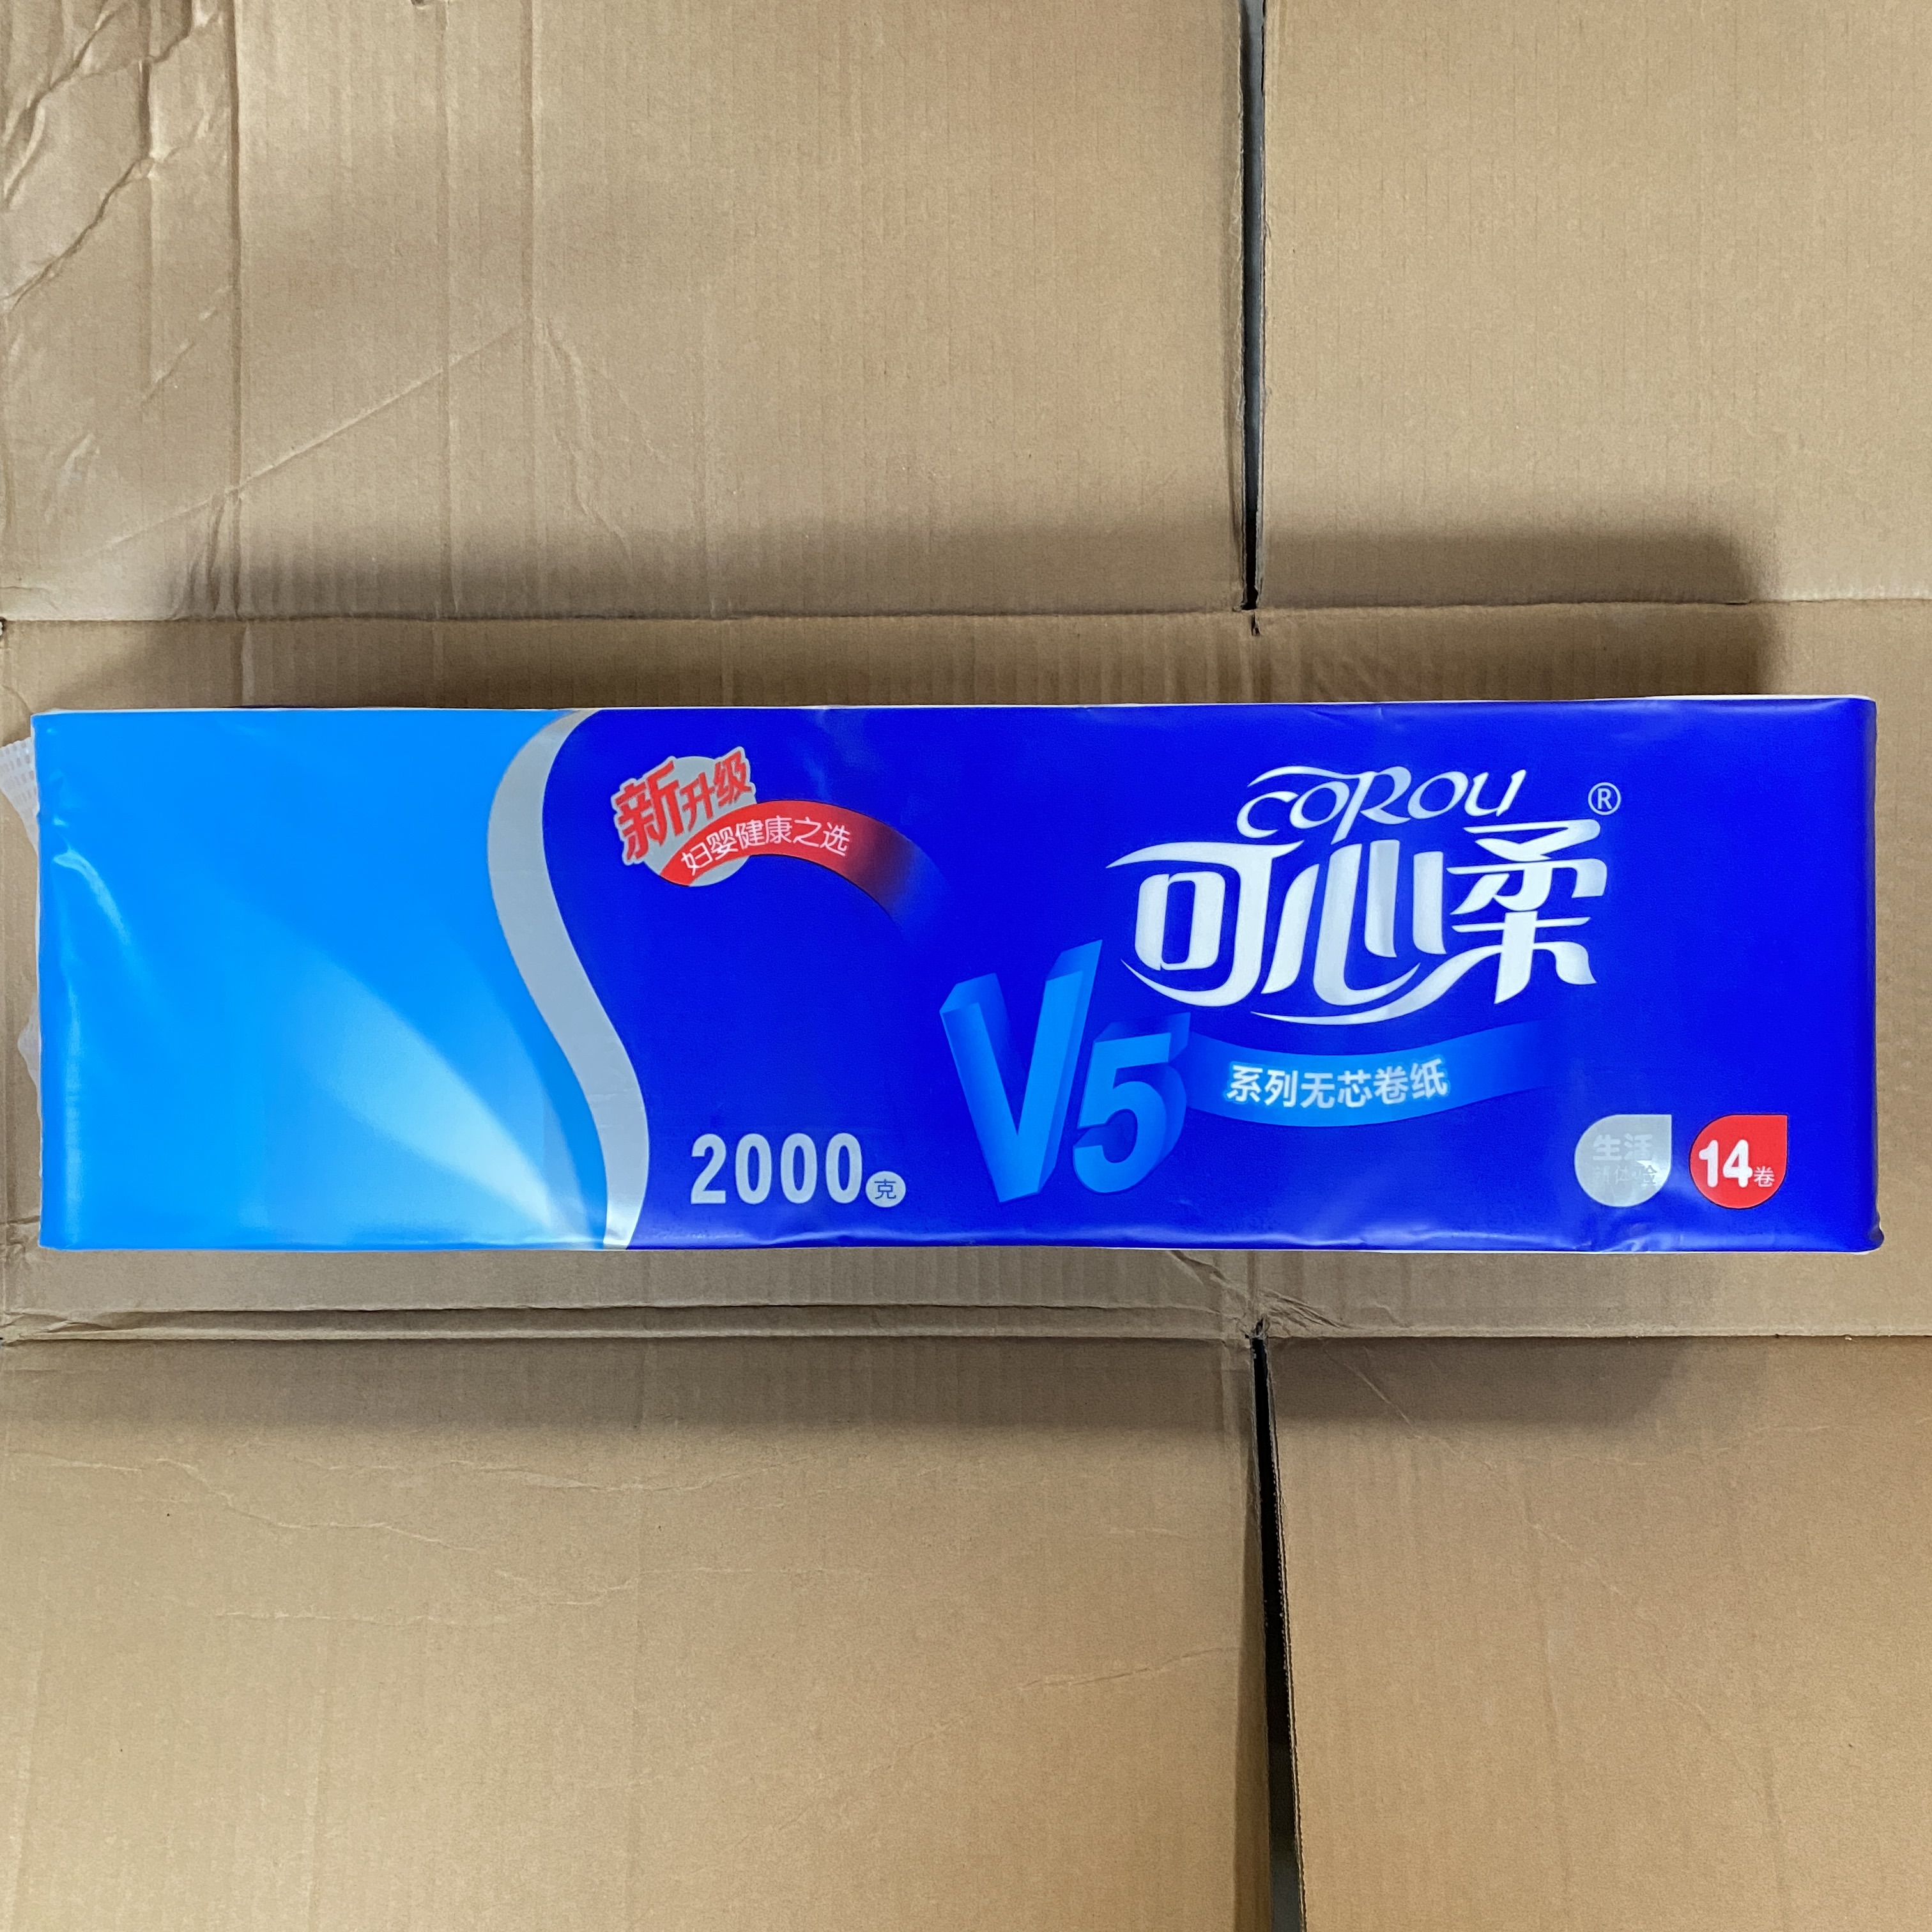 新升级
妇婴健康之选
COROU
®
可心柔
V5
系列无芯卷纸
2000克
生活
14卷